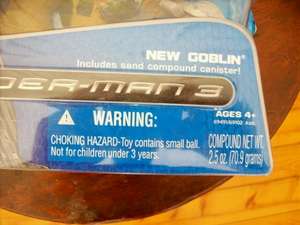 NEW GOBLIN
Includes sand compound canister!
DER-MAN 3
AGES 4+
WARNING:
CHOKING HAZARD-Toy contains small ball.
Not for children under 3 years.
COMPOUND NET WT.
2.5 oz. (70.9 grams)